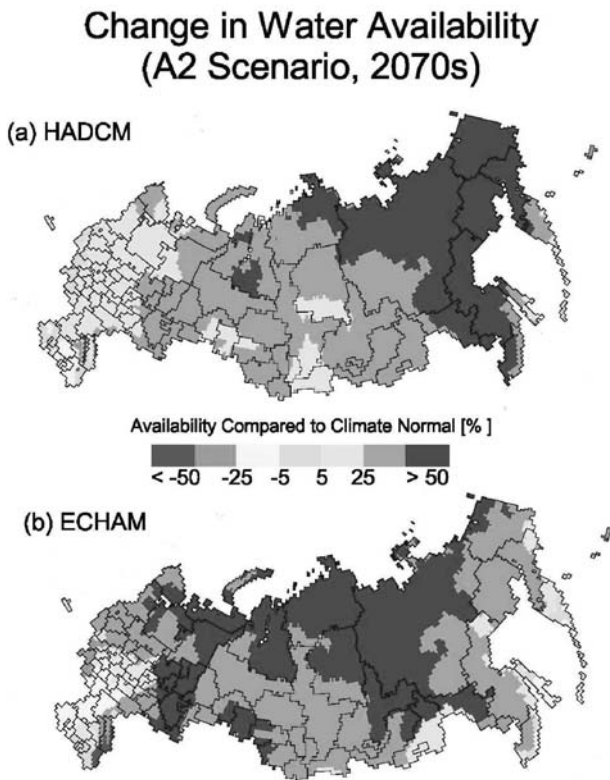 Change in Water Availability
(A2 Scenario, 2070s)
(a) HADCM
Availability Compared to Climate Normal [% ]
< -50 -25 -5 5 25 > 50
(b) ECHAM